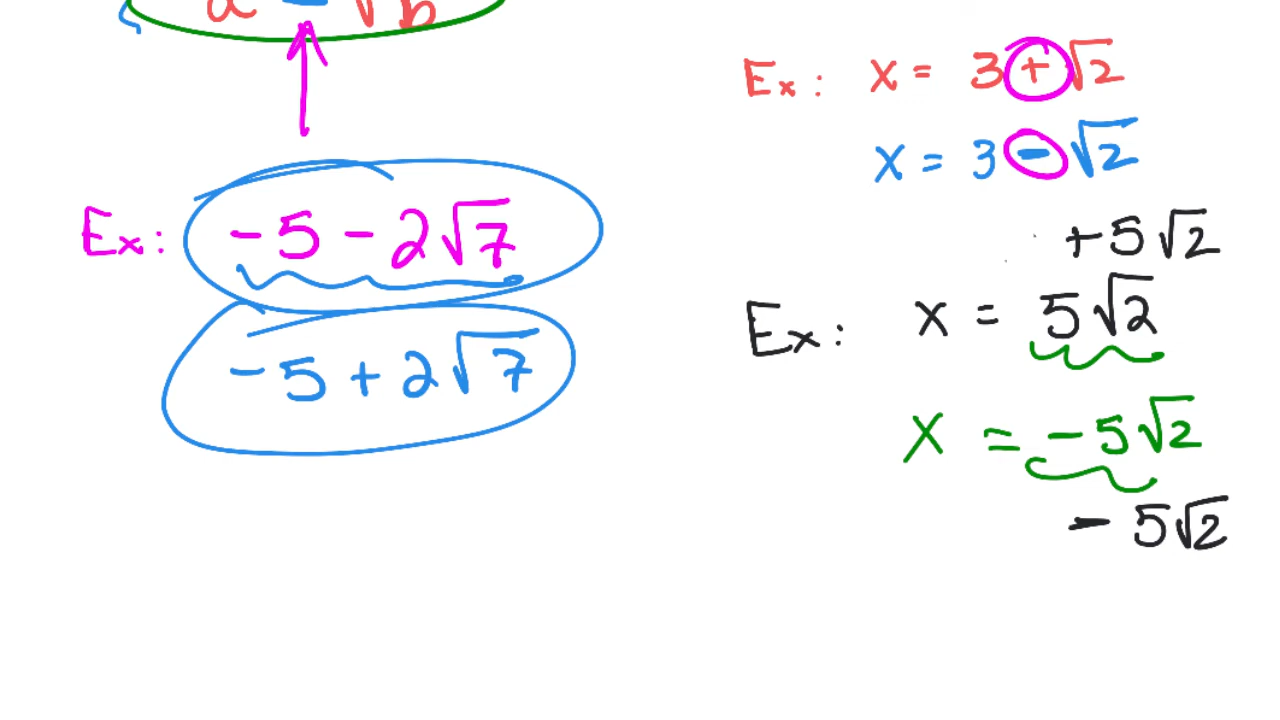 a - √b
Ex: -5 - 2√7
-5 + 2√7
Ex: x = 3 + √2
x = 3 - √2
+5√2
Ex: x = 5√2
x = -5√2
- 5√2